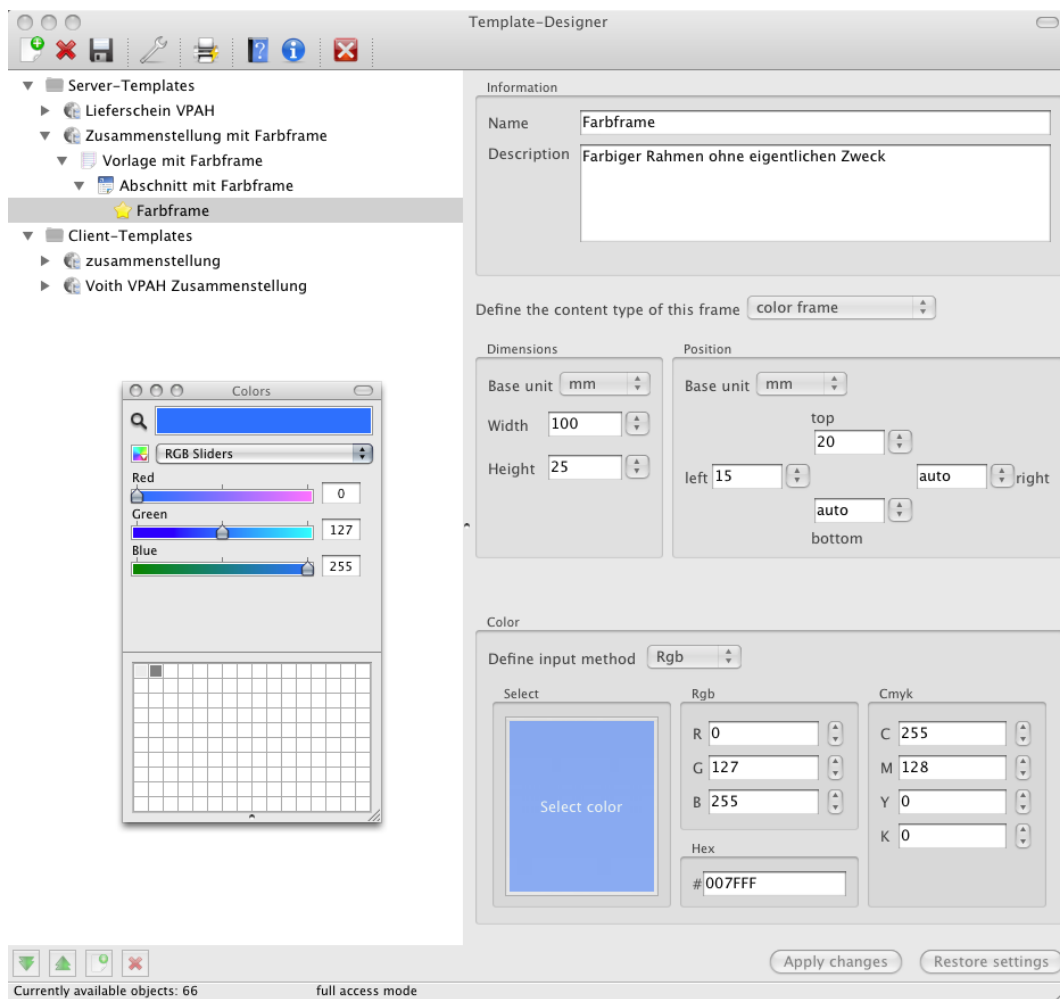 Template-Designer
Server-Templates
Lieferschein VPAH
Zusammenstellung mit Farbframe
Vorlage mit Farbframe
Abschnitt mit Farbframe
Farbframe
Client-Templates
zusammenstellung
Voith VPAH Zusammenstellung
Colors
RGB Sliders
Red
0
Green
127
Blue
255
Information
Name Farbframe
Description Farbiger Rahmen ohne eigentlichen Zweck
Define the content type of this frame color frame
Dimensions
Base unit mm
Width 100
Height 25
Position
Base unit mm
top
20
left 15 auto right
auto
bottom
Color
Define input method Rgb
Select
Select color
Rgb
R 0
G 127
B 255
Hex
#007FFF
Cmyk
C 255
M 128
Y 0
K 0
Apply changes Restore settings
Currently available objects: 66 full access mode